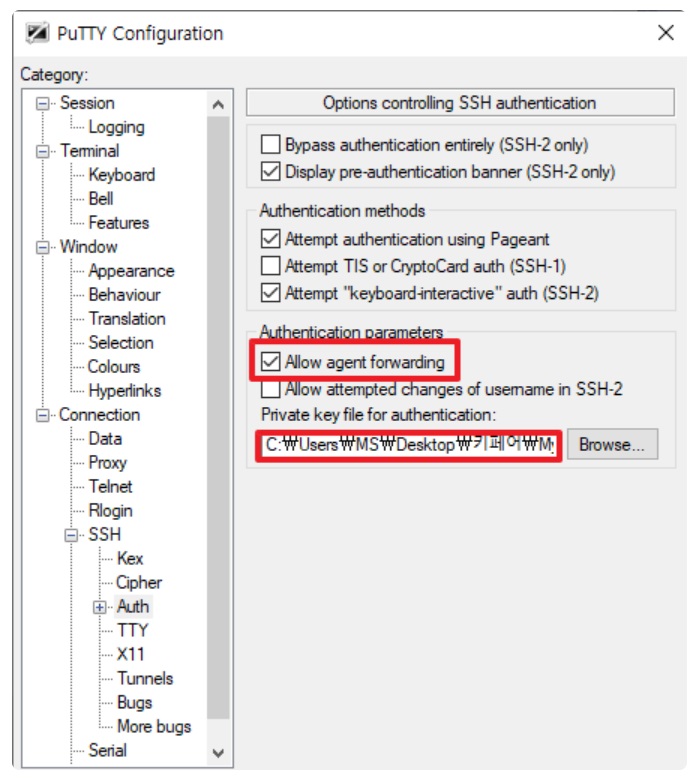 PuTTY Configuration
Category:
Session
Logging
Terminal
Keyboard
Bell
Features
Window
Appearance
Behaviour
Translation
Selection
Colours
Hyperlinks
Connection
Data
Proxy
Telnet
Rlogin
SSH
Kex
Cipher
Auth
TTY
X11
Tunnels
Bugs
More bugs
Serial
Options controlling SSH authentication
Bypass authentication entirely (SSH-2 only)
Display pre-authentication banner (SSH-2 only)
Authentication methods
Attempt authentication using Pageant
Attempt TIS or CryptoCard auth (SSH-1)
Attempt "keyboard-interactive" auth (SSH-2)
Authentication parameters
Allow agent forwarding
Allow attempted changes of username in SSH-2
Private key file for authentication:
C:₩Users₩MS₩Desktop₩키페어₩My
Browse...